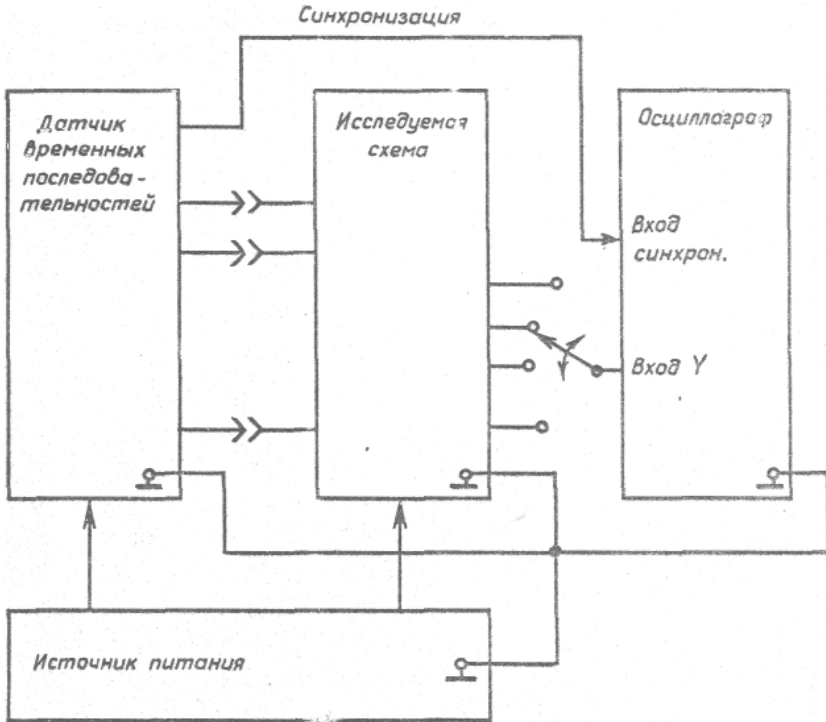 Синхронизация
Датчик
временных
последова-
тельностей
Исследуемая
схема
Осциллограф
Вход
синхрон.
Вход Y
Источник питания